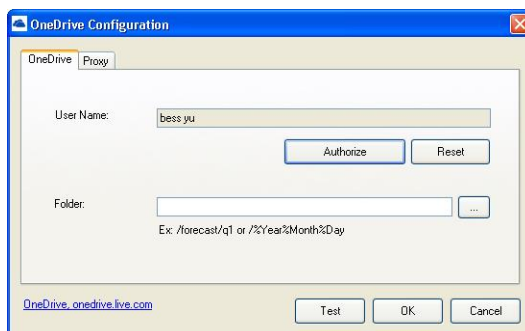 OneDrive Configuration
OneDrive Proxy
User Name: bess yu
Authorize Reset
Folder: ...
Ex: /forecast/q1 or /%Year%Month%Day
OneDrive, onedrive.live.com Test OK Cancel